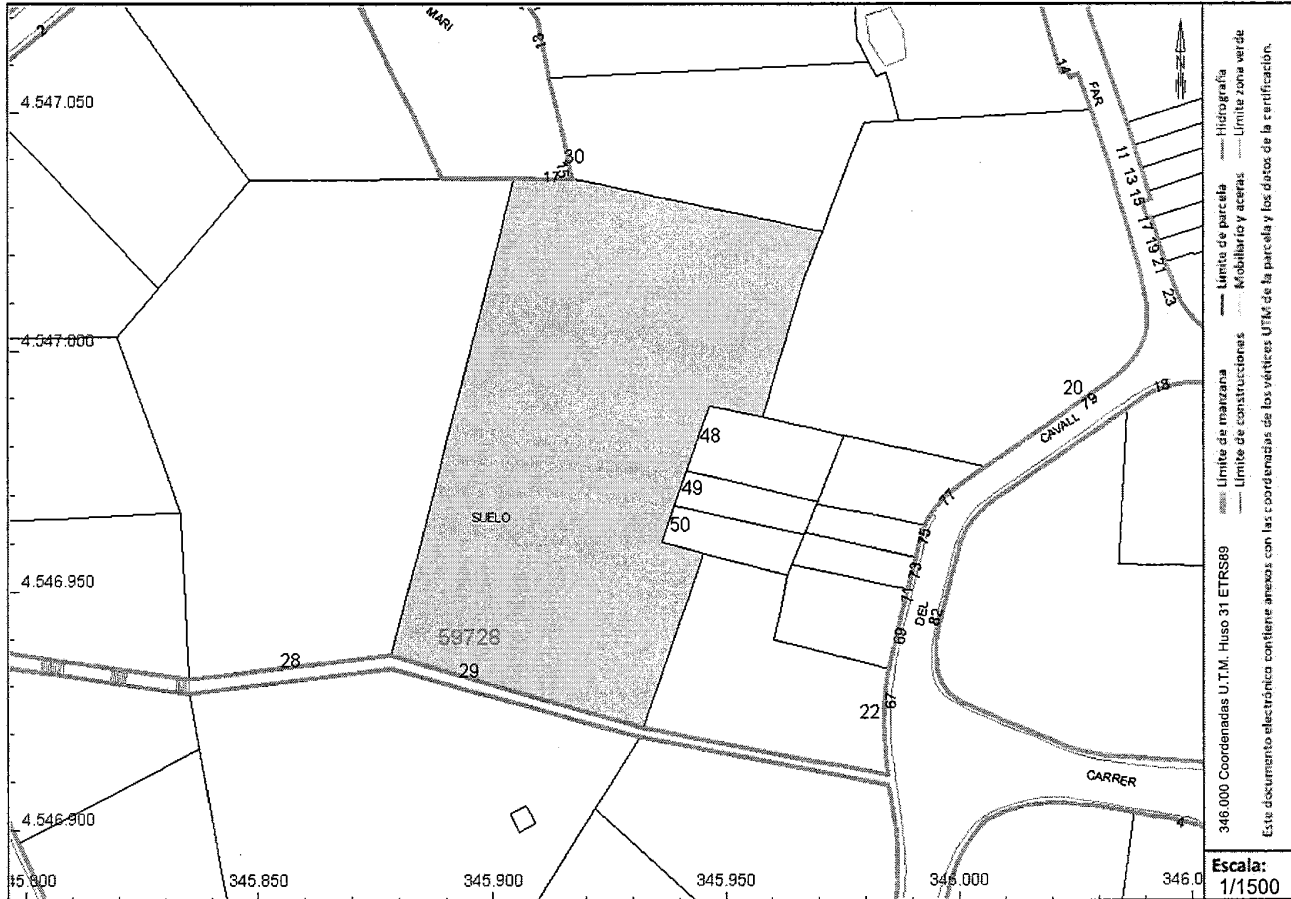 2
MARI
13
14
FAR
4.547.050
11
13
15
17
19
21
23
30
17
15
4.547.000
20
79
CAVALL
18
48
49
50
77
75
73
71
DEL
82
69
67
22
SUELO
4.546.950
59728
28
29
CARRER
4
4.546.900
345.850
345.900
345.950
346.000
346.0
346.000 Coordenadas U.T.M. Huso 31 ETRS89
Límite de manzana
Límite de parcela
Hidrografía
Límite de construcciones
Mobiliario y aceras
Límite zona verde
Este documento electrónico contiene anexos con las coordenadas de los vértices UTM de la parcela y los datos de la certificación.
Escala:
1/1500